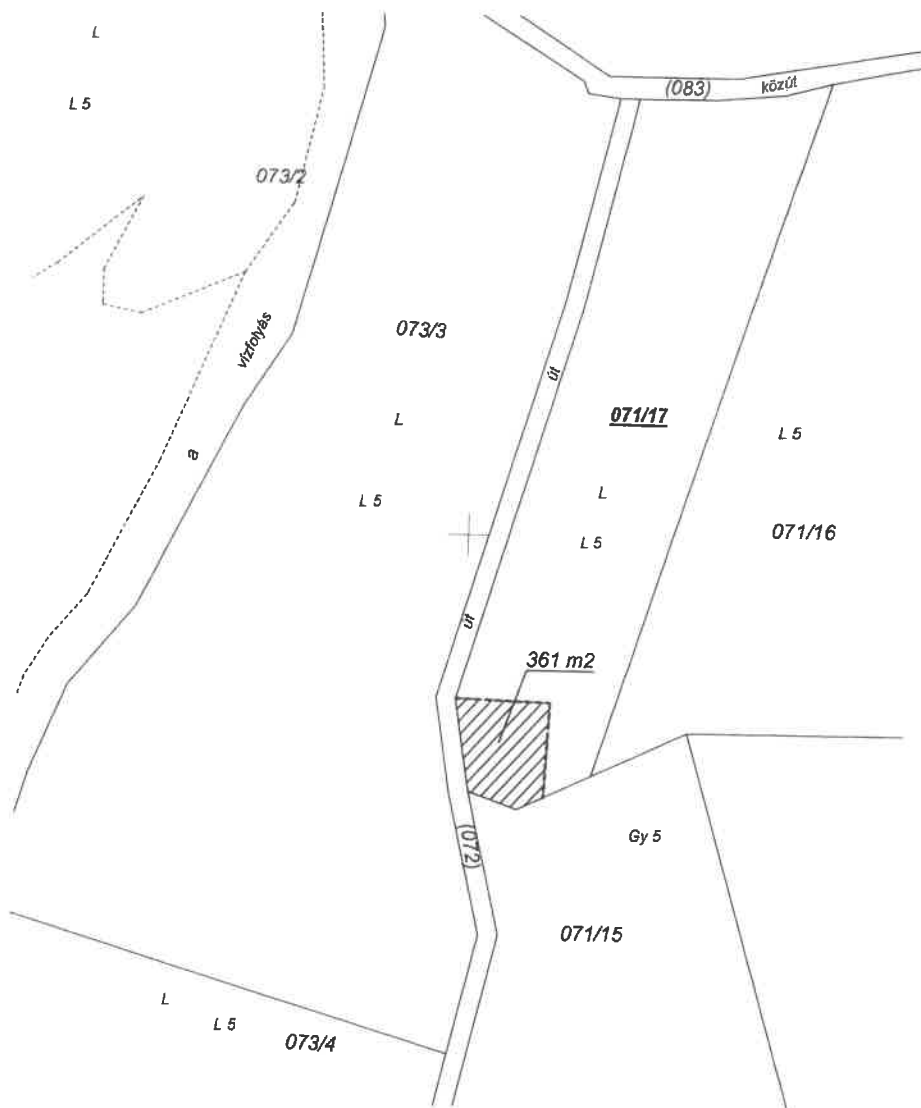 L
L 5
(083)
közút
073/2
vízfolyás
073/3
út
071/17
L
L 5
a
L
L 5
L 5
071/16
út
361 m2
(072)
Gy 5
071/15
L
L 5
073/4